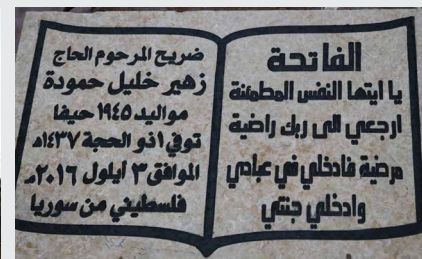 الفاتحة
يا ايتها النفس المطمئنة
ارجعي الى ربك راضية
مرضية فادخلي في عبادي
وادخلي جنتي
ضريح المرحوم الحاج
زهير خليل حمودة
مواليد ١٩٤٥ حيفا
توفي ١ ذو الحجة ١٤٣٧هـ
الموافق ٣ ايلول ٢٠١٦م
فلسطيني من سوريا